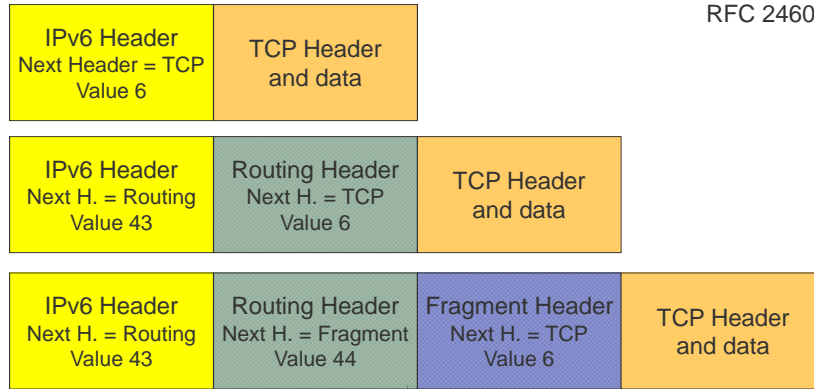 RFC 2460
IPv6 Header
Next Header = TCP
Value 6
TCP Header
and data
IPv6 Header
Next H. = Routing
Value 43
Routing Header
Next H. = TCP
Value 6
TCP Header
and data
IPv6 Header
Next H. = Routing
Value 43
Routing Header
Next H. = Fragment
Value 44
Fragment Header
Next H. = TCP
Value 6
TCP Header
and data